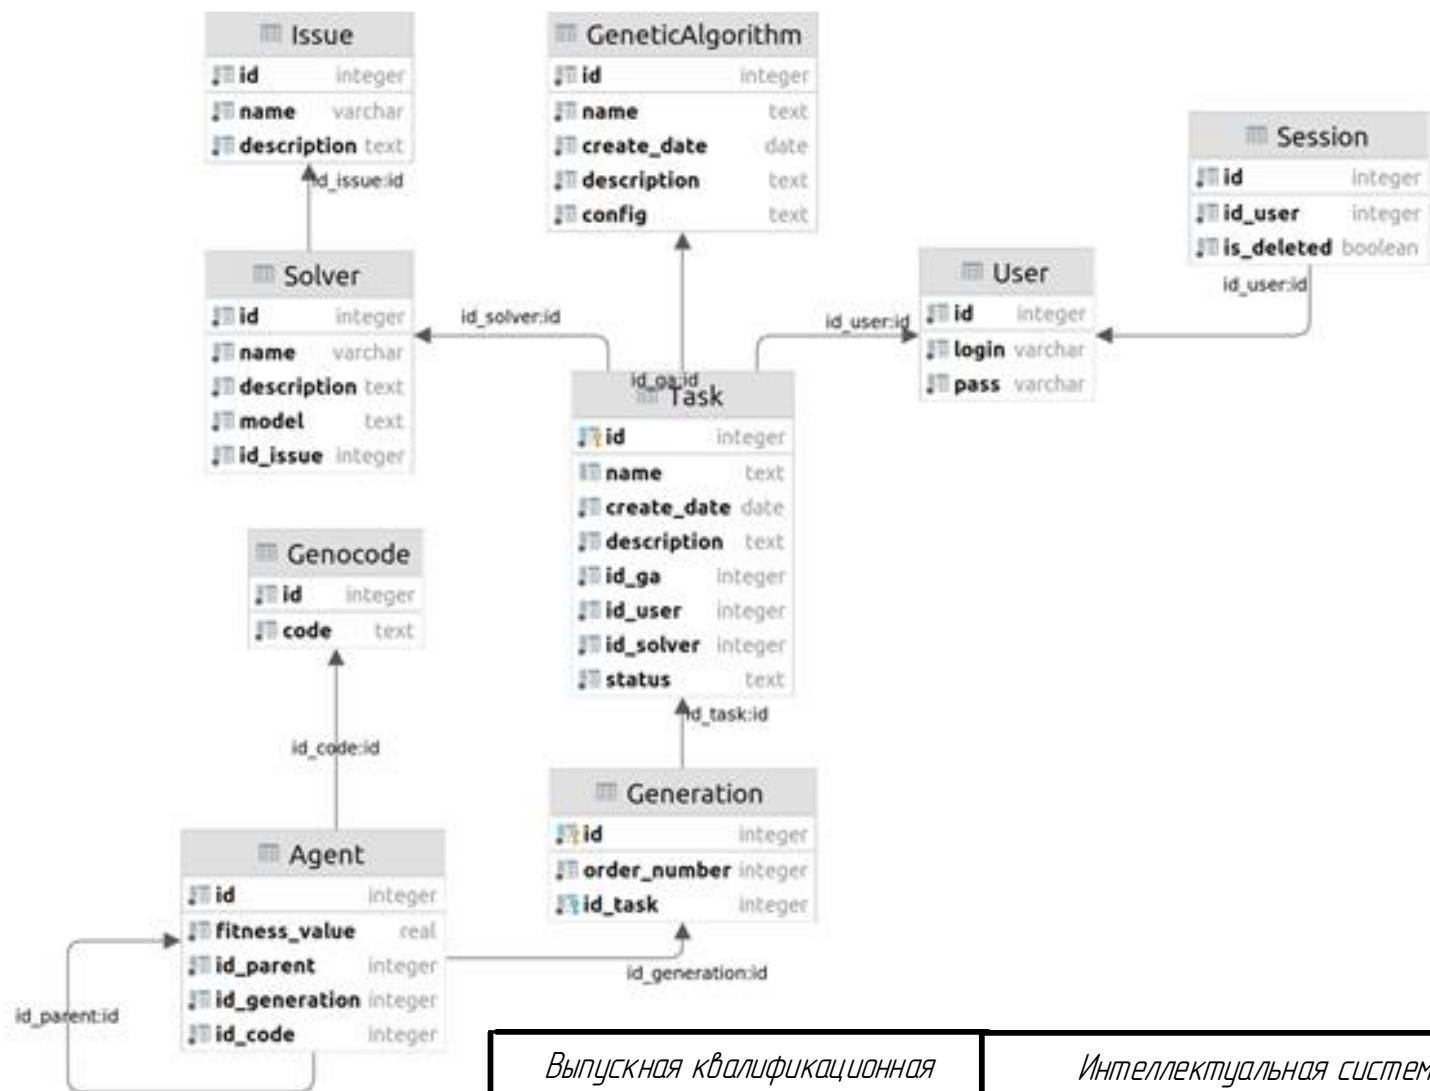 Issue
id integer
name varchar
description text
id_issue:id
GeneticAlgorithm
id integer
name text
create_date date
description text
config text
Session
id integer
id_user integer
is_deleted boolean
id_user:id
User
id integer
login varchar
pass varchar
Solver
id integer
name varchar
description text
model text
id_issue integer
id_solver:id
id_user:id
id_ga:id
Task
id integer
name text
create_date date
description text
id_ga integer
id_user integer
id_solver integer
status text
id_task:id
Genocode
id integer
code text
id_code:id
Generation
id integer
order_number integer
id_task integer
id_generation:id
Agent
id integer
fitness_value real
id_parent integer
id_generation integer
id_code integer
id_parent:id
Выпускная квалификационная
Интеллектуальная систем